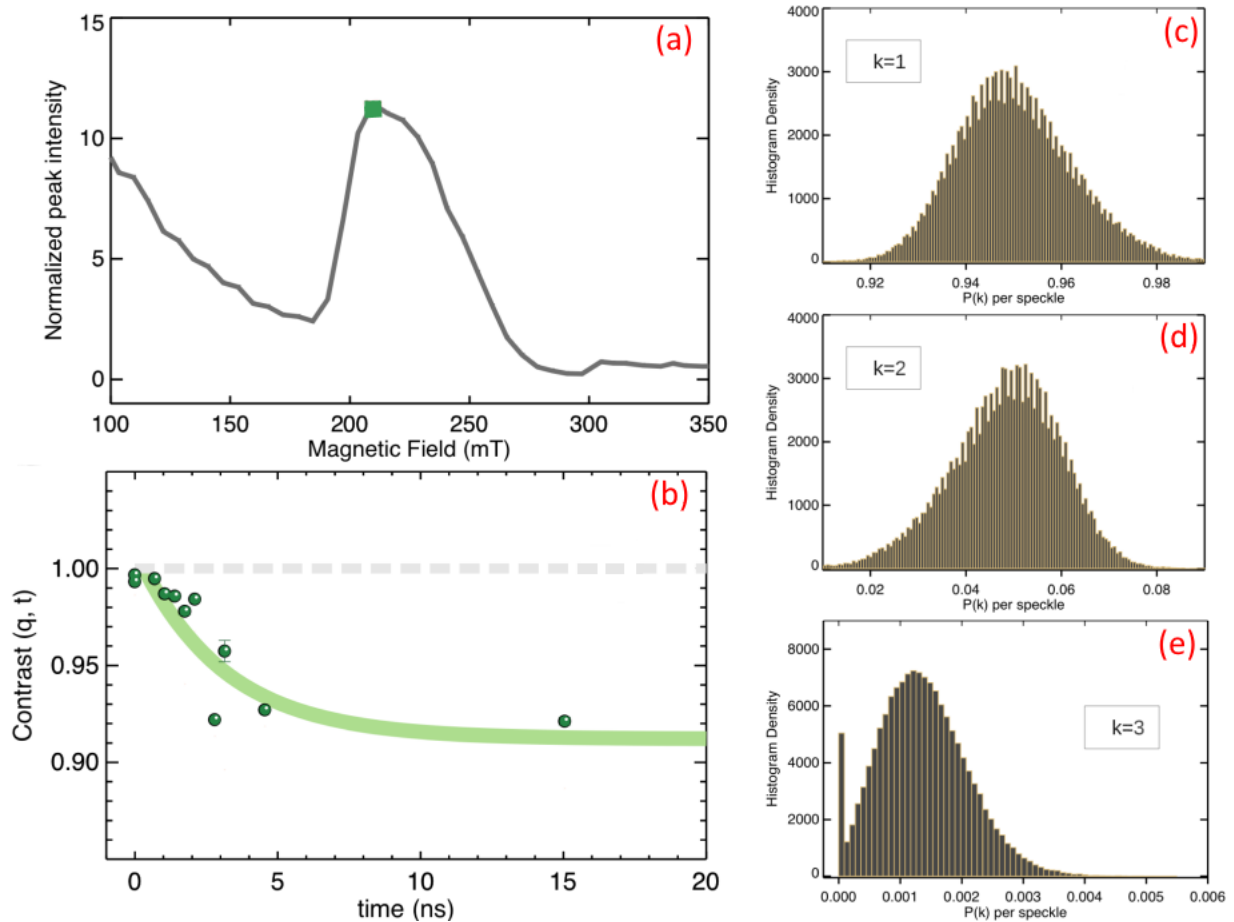 (a)
Normalized peak intensity
15
10
5
0
100 150 200 250 300 350
Magnetic Field (mT)
(b)
Contrast (q, t)
1.00
0.95
0.90
0 5 10 15 20
time (ns)
(c)
k=1
Histogram Density
4000
3000
2000
1000
0
0.92 0.94 0.96 0.98
P(k) per speckle
(d)
k=2
Histogram Density
4000
3000
2000
1000
0
0.02 0.04 0.06 0.08
P(k) per speckle
(e)
k=3
Histogram Density
8000
6000
4000
2000
0
0.000 0.001 0.002 0.003 0.004 0.005 0.006
P(k) per speckle